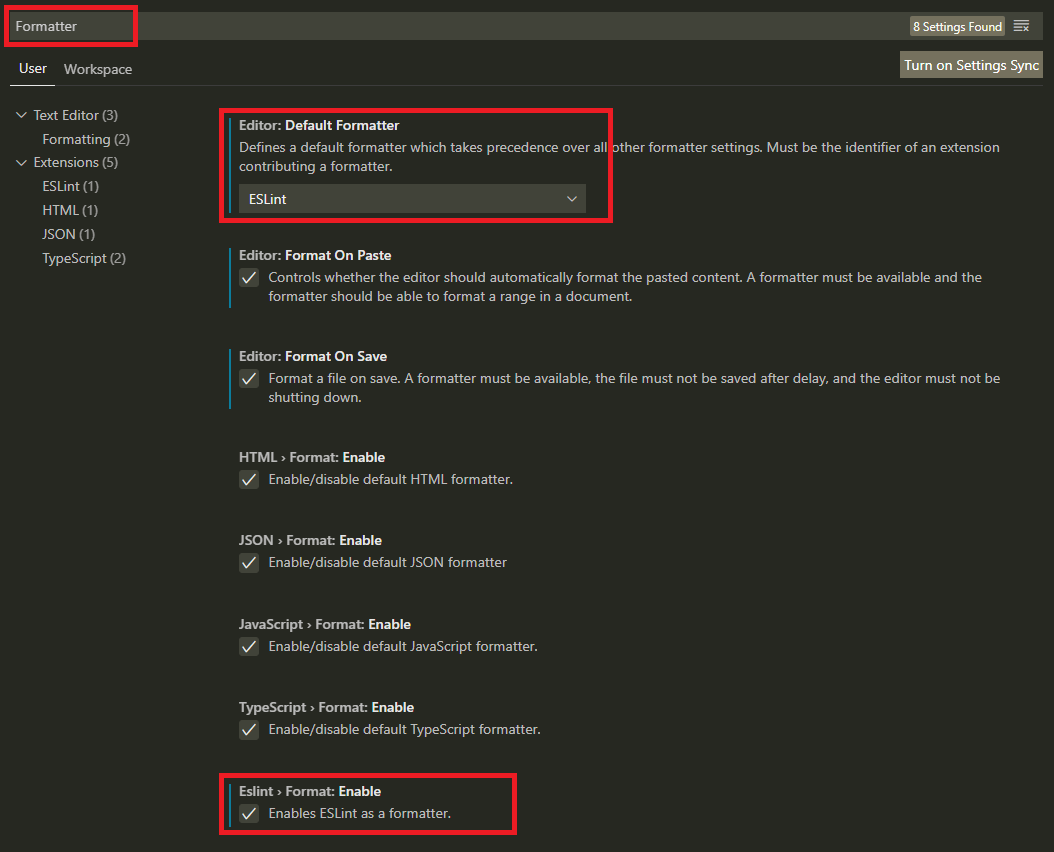 Formatter
8 Settings Found
User
Workspace
Turn on Settings Sync
Text Editor (3)
Formatting (2)
Extensions (5)
ESLint (1)
HTML (1)
JSON (1)
TypeScript (2)
Editor: Default Formatter
Defines a default formatter which takes precedence over all other formatter settings. Must be the identifier of an extension
contributing a formatter.
ESLint
Editor: Format On Paste
Controls whether the editor should automatically format the pasted content. A formatter must be available and the
formatter should be able to format a range in a document.
Editor: Format On Save
Format a file on save. A formatter must be available, the file must not be saved after delay, and the editor must not be
shutting down.
HTML › Format: Enable
Enable/disable default HTML formatter.
JSON › Format: Enable
Enable/disable default JSON formatter
JavaScript › Format: Enable
Enable/disable default JavaScript formatter.
TypeScript › Format: Enable
Enable/disable default TypeScript formatter.
Eslint › Format: Enable
Enables ESLint as a formatter.